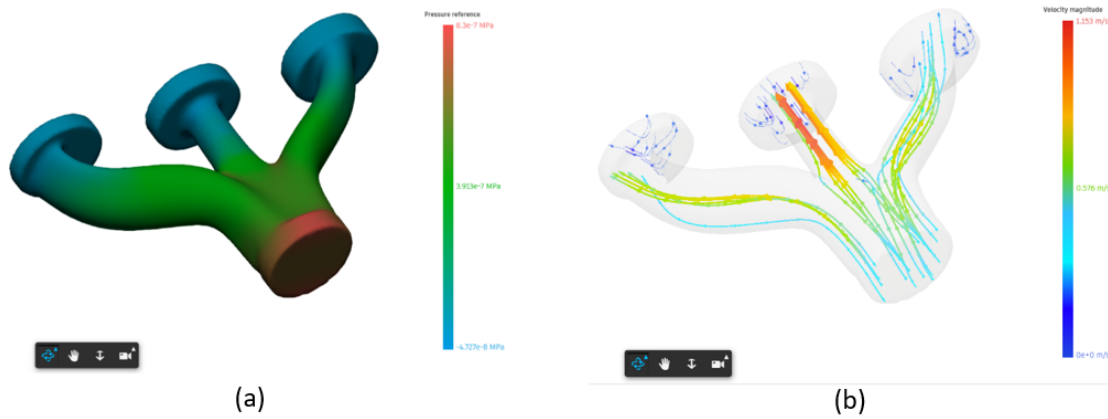 Pressure reference
8.3e-7 MPa
3.913e-7 MPa
-4.727e-8 MPa
(a)
Velocity magnitude
1.153 m/s
0.576 m/s
0e+0 m/s
(b)